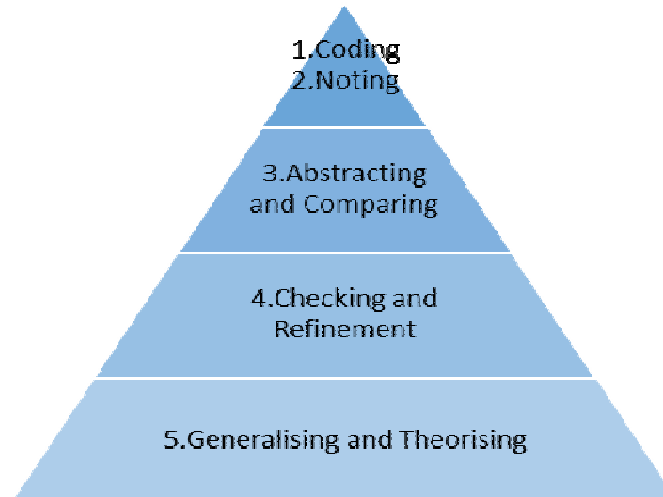 1.Coding
2.Noting
3.Abstracting
and Comparing
4.Checking and
Refinement
5.Generalising and Theorising